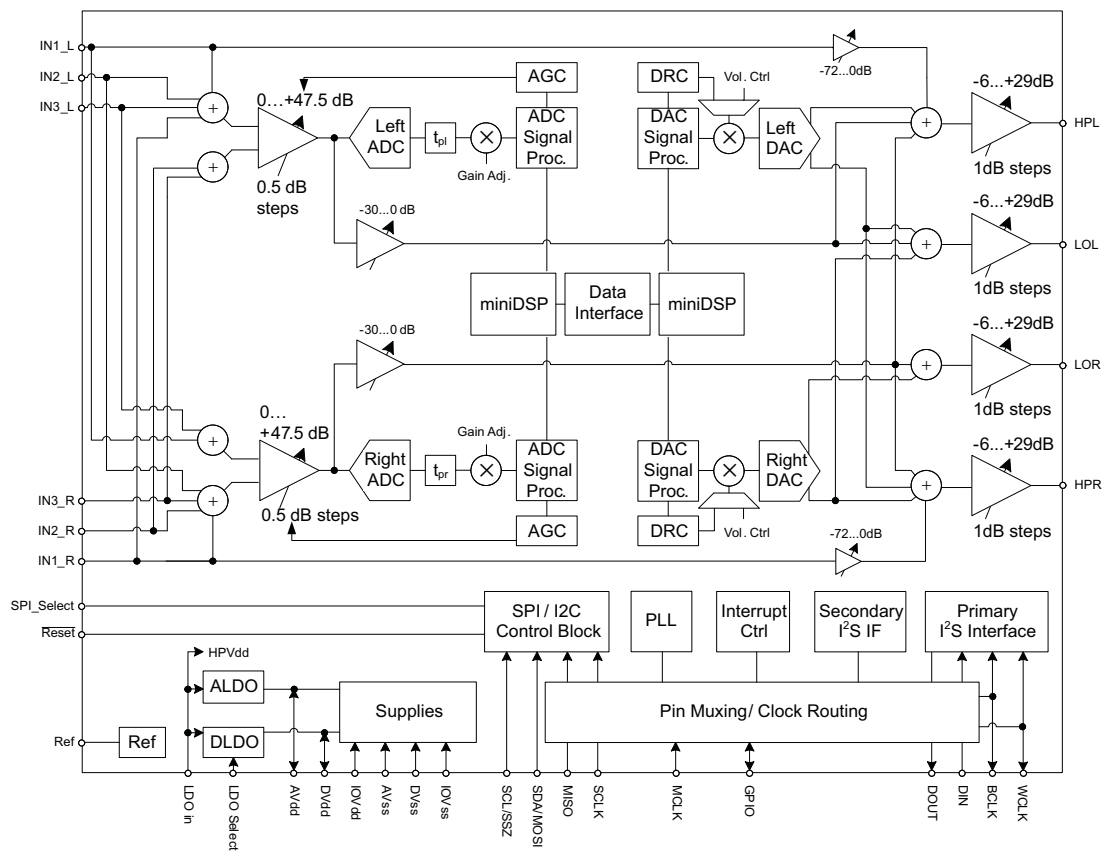 IN1_L
IN2_L
IN3_L
-72...0dB
AGC
DRC
Vol. Ctrl
0…+47.5 dB
-6...+29dB
+
Left
ADC
tpl
×
Gain Adj.
ADC
Signal
Proc.
DAC
Signal
Proc.
×
Left
DAC
+
HPL
1dB steps
+
0.5 dB
steps
-30...0 dB
-6...+29dB
+
LOL
1dB steps
miniDSP
Data
Interface
miniDSP
-30...0 dB
-6...+29dB
+
LOR
1dB steps
0…
+47.5 dB
+
Gain Adj.
Right
ADC
tpr
×
ADC
Signal
Proc.
DAC
Signal
Proc.
×
Right
DAC
-6...+29dB
+
HPR
1dB steps
IN3_R
+
0.5 dB steps
IN2_R
AGC
DRC
Vol. Ctrl
-72...0dB
IN1_R
SPI_Select
Reset
SPI / I2C
Control Block
PLL
Interrupt
Ctrl
Secondary
I²S IF
Primary
I²S Interface
HPVdd
ALDO
DLDO
Supplies
Pin Muxing/ Clock Routing
Ref
Ref
LDO in
LDO Select
AVdd
DVdd
IOVdd
AVss
DVss
IOVss
SCL/SSZ
SDA/MOSI
MISO
SCLK
MCLK
GPIO
DOUT
DIN
BCLK
WCLK